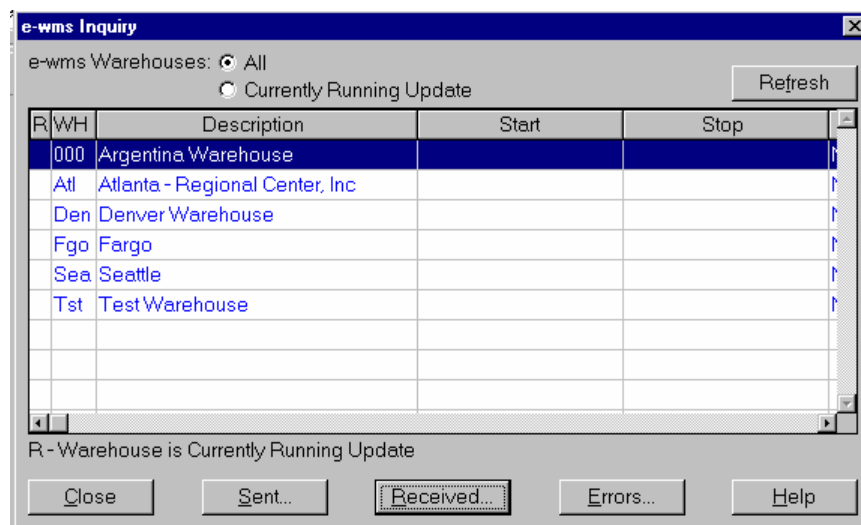 e-wms Inquiry
e-wms Warehouses: All
Currently Running Update
Refresh
R WH Description Start Stop
000 Argentina Warehouse
Atl Atlanta - Regional Center, Inc
Den Denver Warehouse
Fgo Fargo
Sea Seattle
Tst Test Warehouse
R - Warehouse is Currently Running Update
Close Sent... Received... Errors... Help